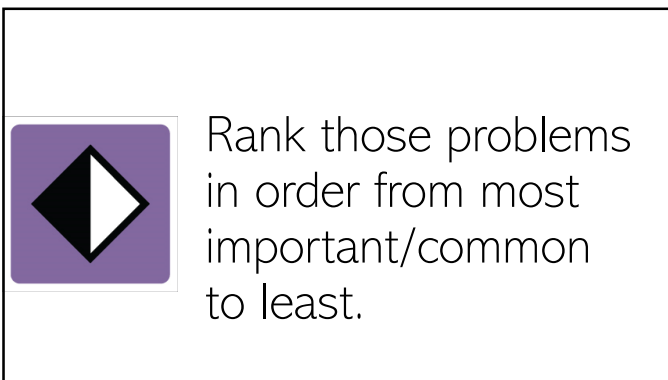 Rank those problems
in order from most
important/common
to least.